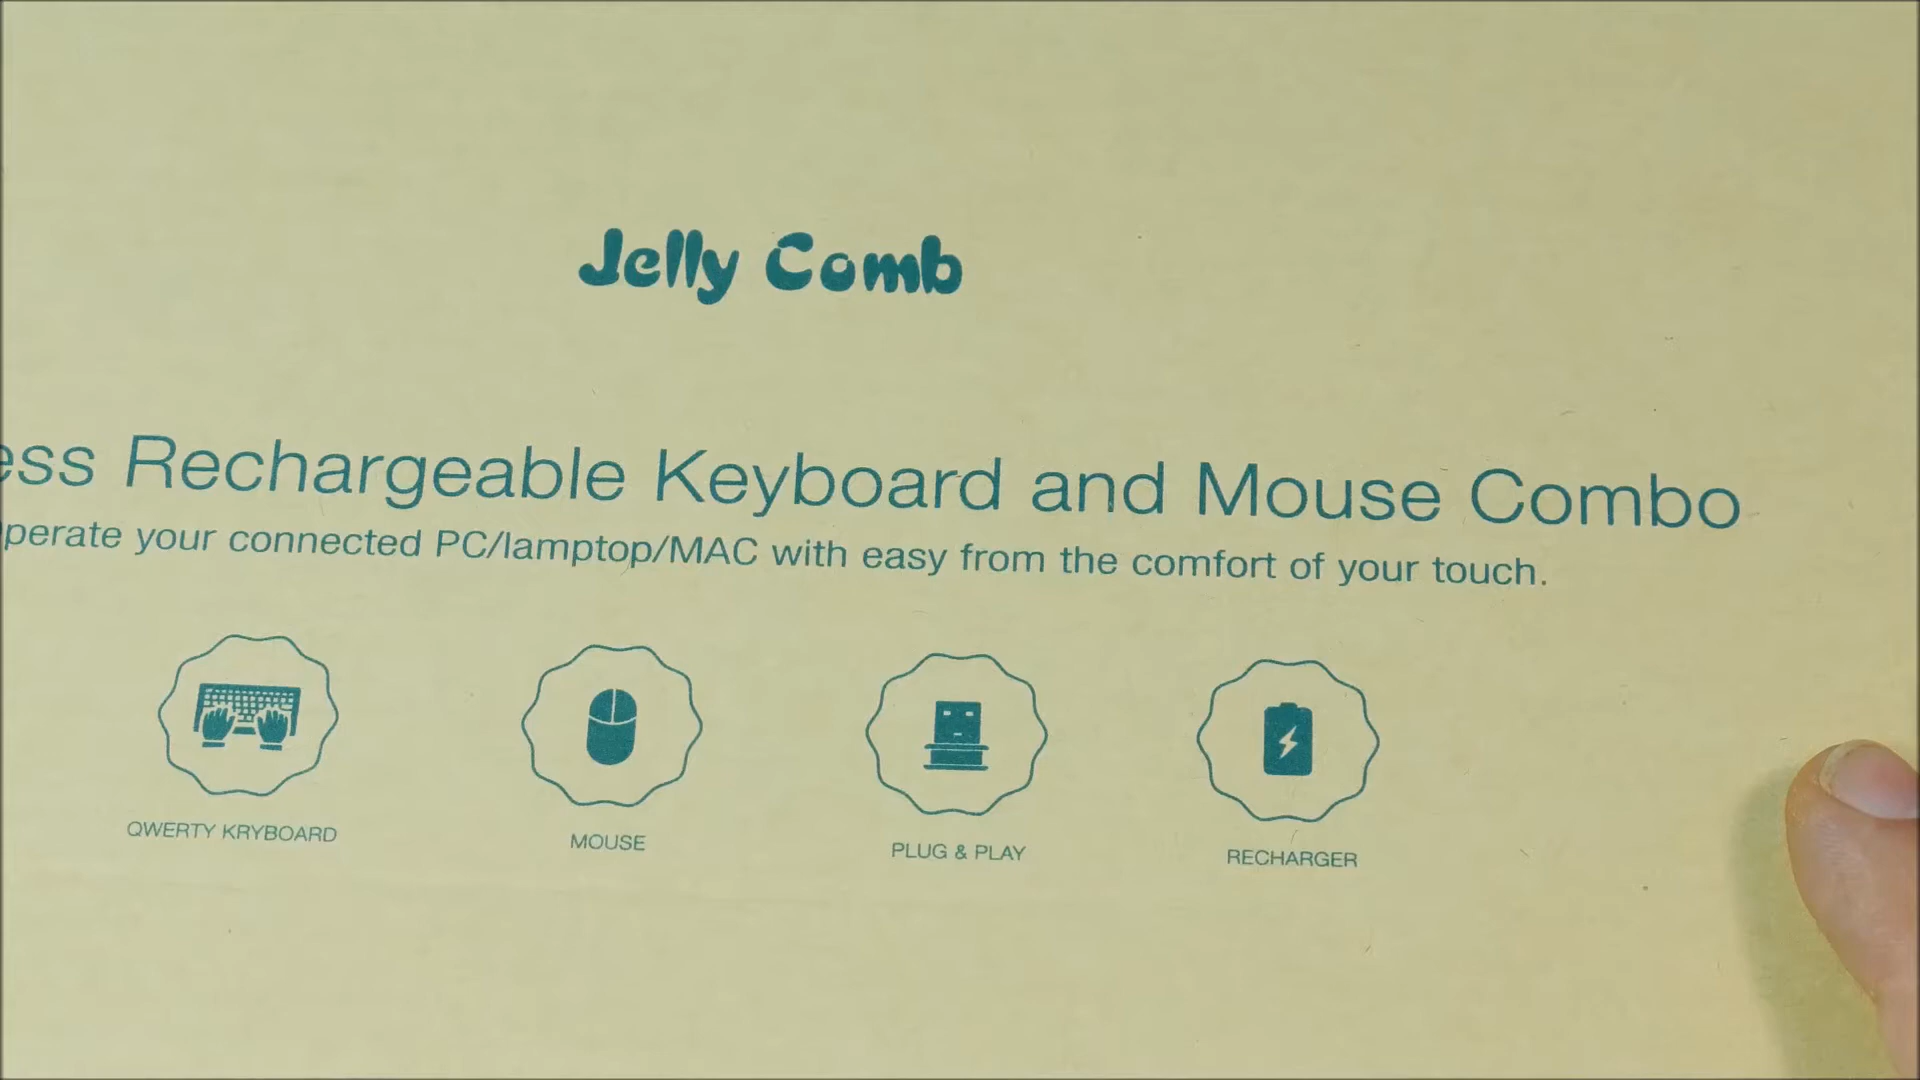 Jelly Comb
ess Rechargeable Keyboard and Mouse Combo
perate your connected PC/lamptop/MAC with easy from the comfort of your touch.
QWERTY KRYBOARD
MOUSE
PLUG & PLAY
RECHARGER